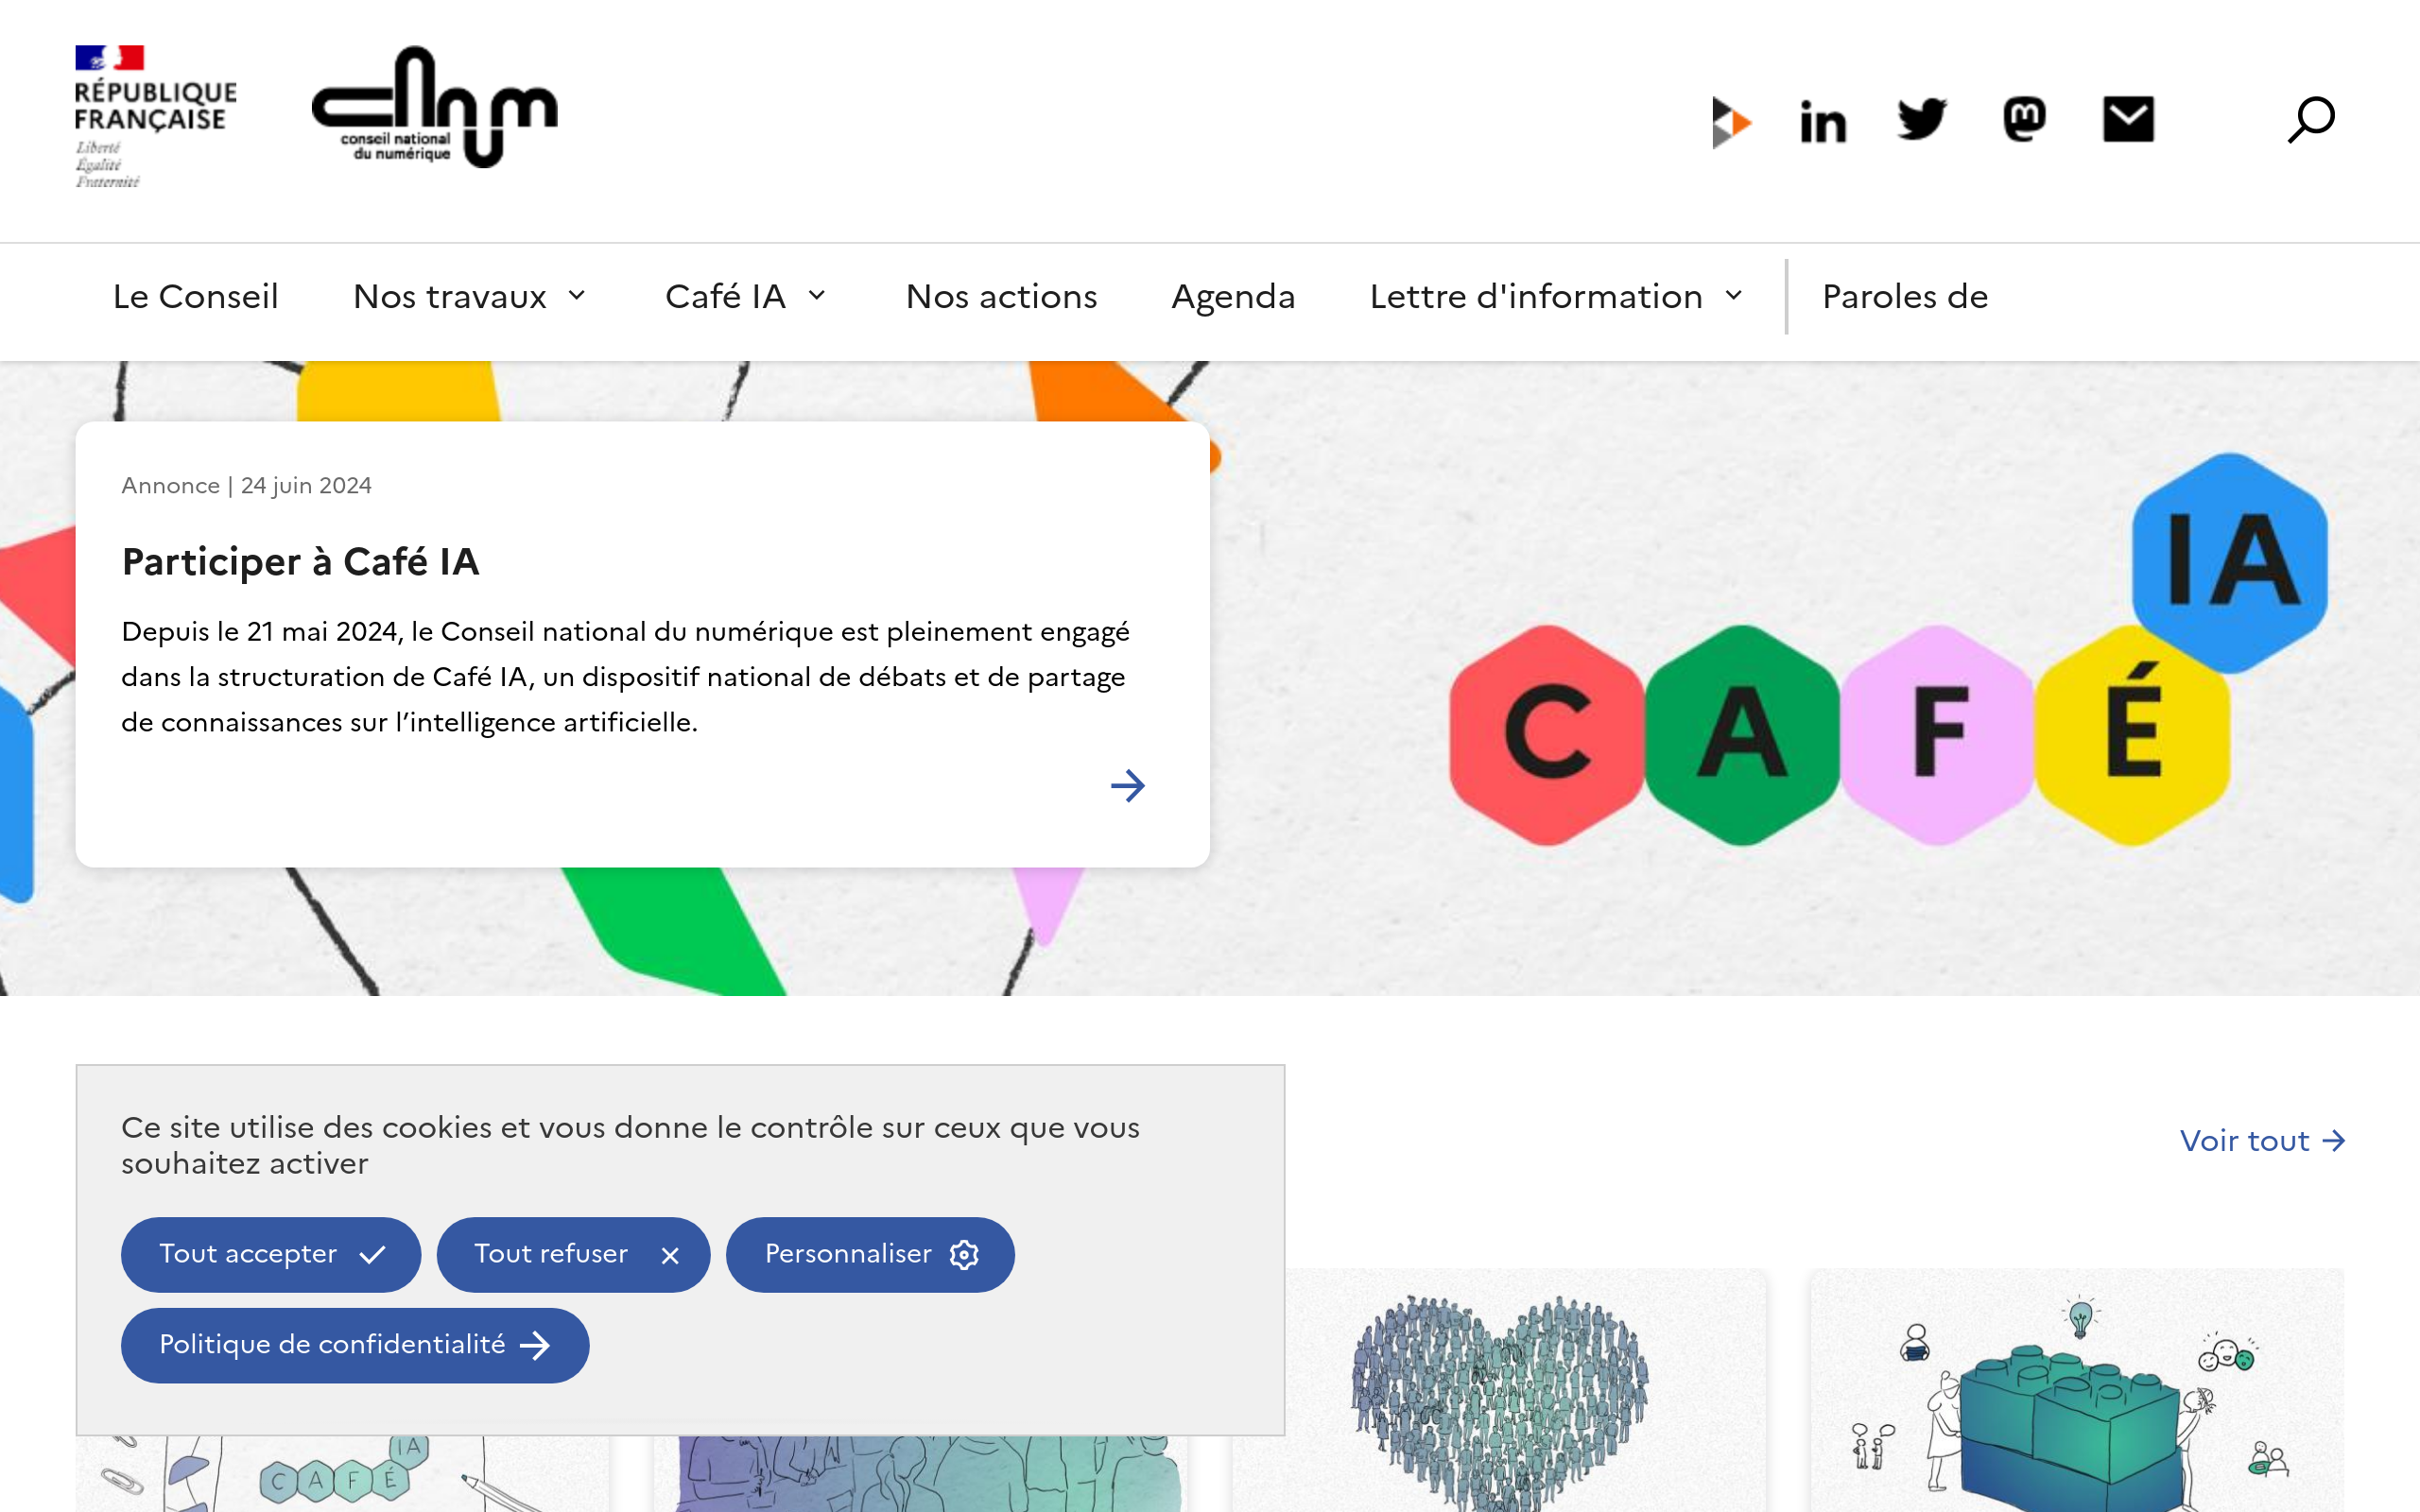 RÉPUBLIQUE
FRANÇAISE
Liberté
Égalité
Fraternité
cnnum
conseil national
du numérique
in
m
Le Conseil
Nos travaux
Café IA
Nos actions
Agenda
Lettre d'information
Paroles de
Annonce | 24 juin 2024
Participer à Café IA
Depuis le 21 mai 2024, le Conseil national du numérique est pleinement engagé
dans la structuration de Café IA, un dispositif national de débats et de partage
de connaissances sur l’intelligence artificielle.
IA
CAFÉ
Ce site utilise des cookies et vous donne le contrôle sur ceux que vous
souhaitez activer
Voir tout
Tout accepter
Tout refuser
Personnaliser
Politique de confidentialité
IA
CAFÉ